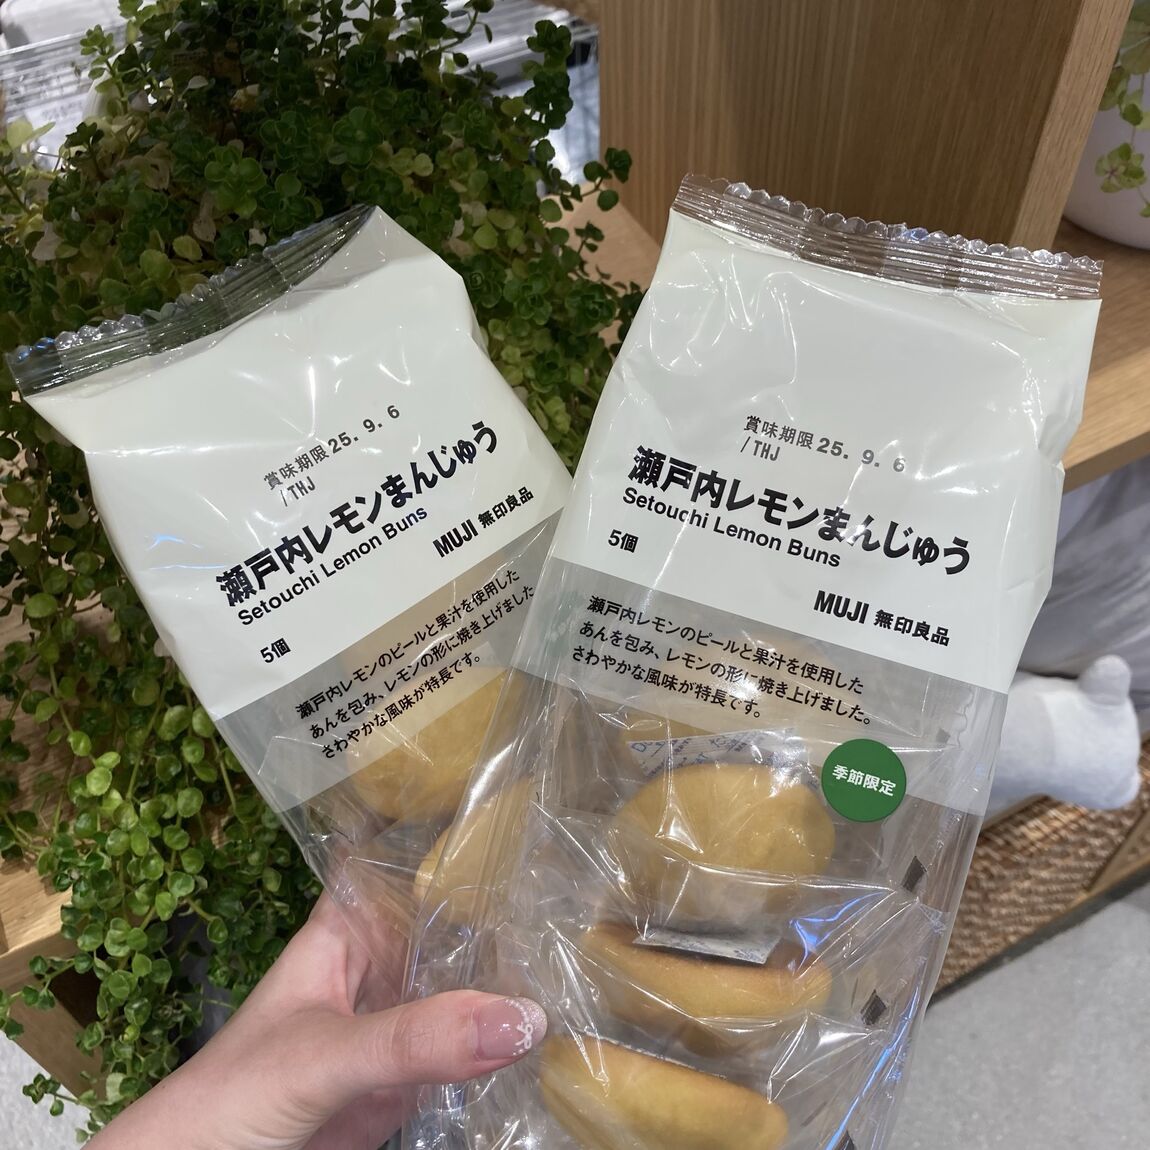 賞味期限 25. 9. 6
/THJ
瀬戸内レモンまんじゅう
Setouchi Lemon Buns
MUJI 無印良品
5個
瀬戸内レモンのピールと果汁を使用した
あんを包み、レモンの形に焼き上げました
さわやかな風味が特長です。
賞味期限 25. 9. 6
/THJ
瀬戸内レモンまんじゅう
Setouchi Lemon Buns
5個
MUJI 無印良品
瀬戸内レモンのピールと果汁を使用した
あんを包み、レモンの形に焼き上げました。
さわやかな風味が特長です。
季節限定